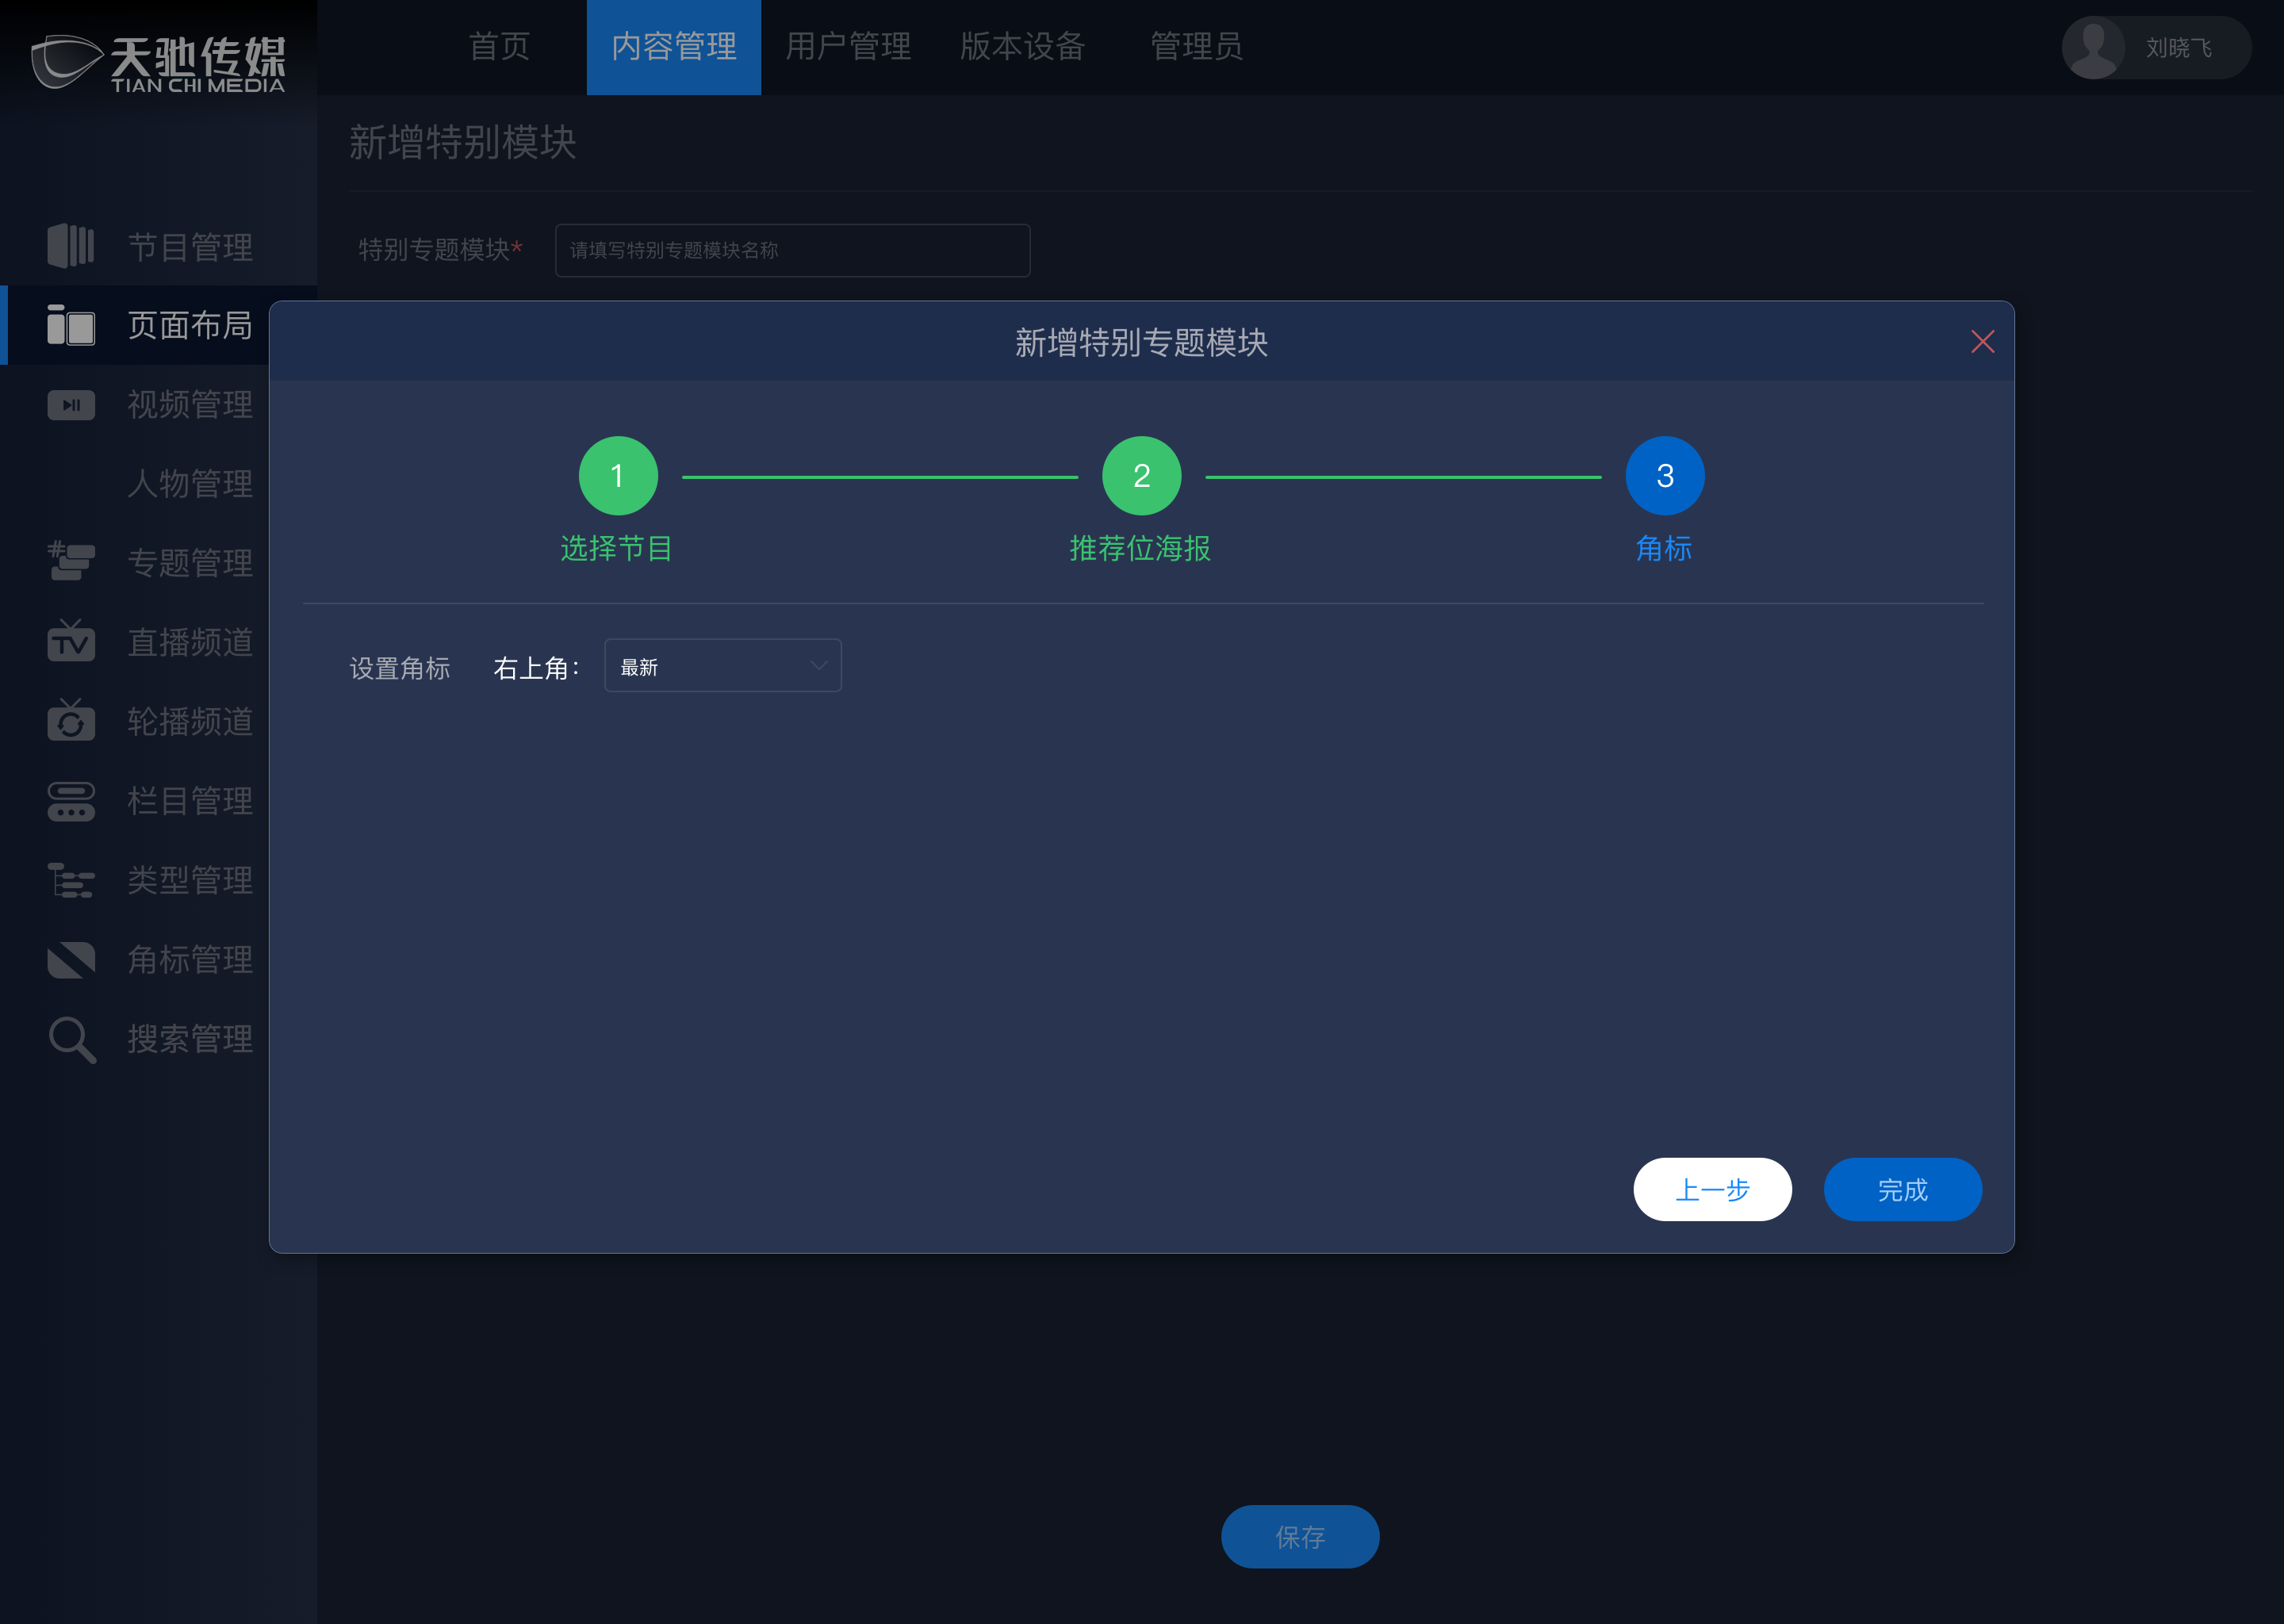 天驰传媒
TIAN CHI MEDIA
首页
内容管理
用户管理
版本设备
管理员
刘晓飞
新增特别模块
特别专题模块*
请填写特别专题模块名称
节目管理
页面布局
视频管理
人物管理
专题管理
TV
直播频道
轮播频道
栏目管理
类型管理
角标管理
搜索管理
新增特别专题模块
1
2
3
选择节目
推荐位海报
角标
设置角标
右上角：
最新
上一步
完成
保存